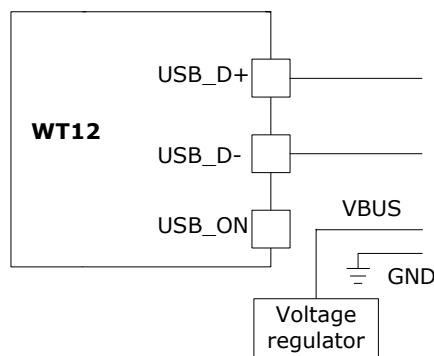 USB_D+
WT12
USB_D-
USB_ON
VBUS
GND
Voltage
regulator